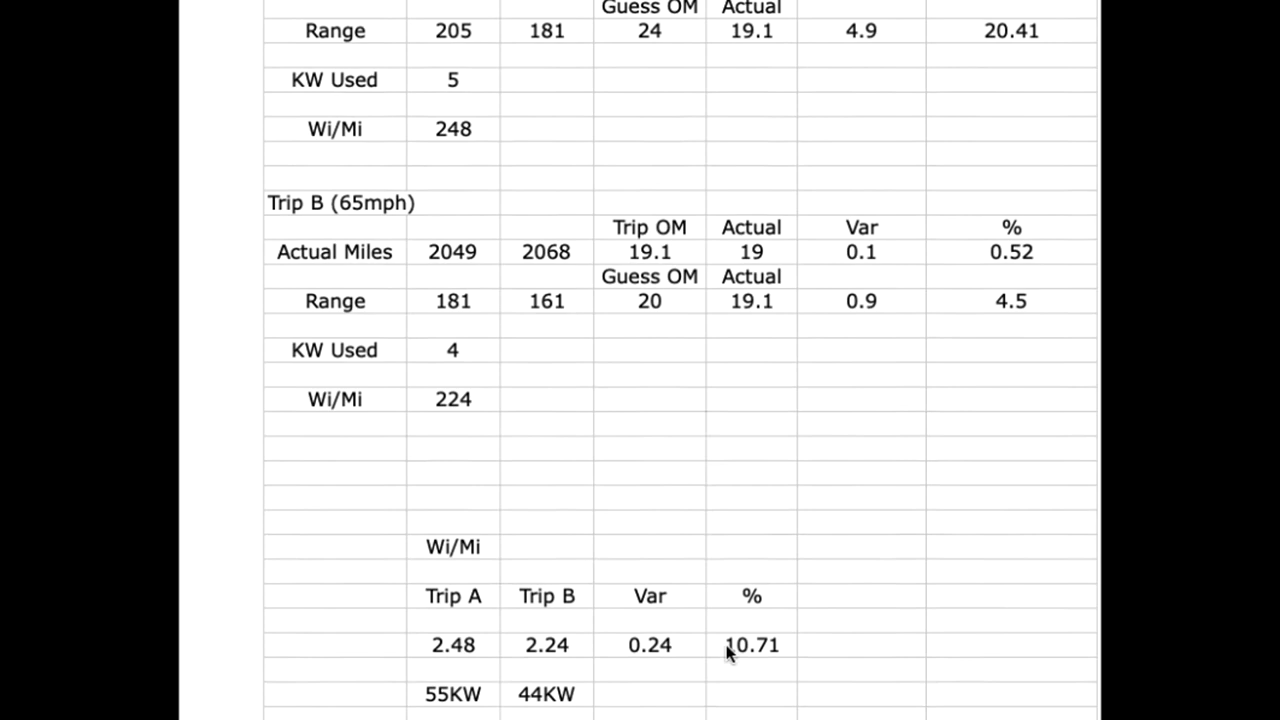 Guess OM Actual
Range 205 181 24 19.1 4.9 20.41
KW Used 5
Wi/Mi 248
Trip B (65mph)
Trip OM Actual Var %
Actual Miles 2049 2068 19.1 19 0.1 0.52
Guess OM Actual
Range 181 161 20 19.1 0.9 4.5
KW Used 4
Wi/Mi 224
Wi/Mi
Trip A Trip B Var %
2.48 2.24 0.24 10.71
55KW 44KW